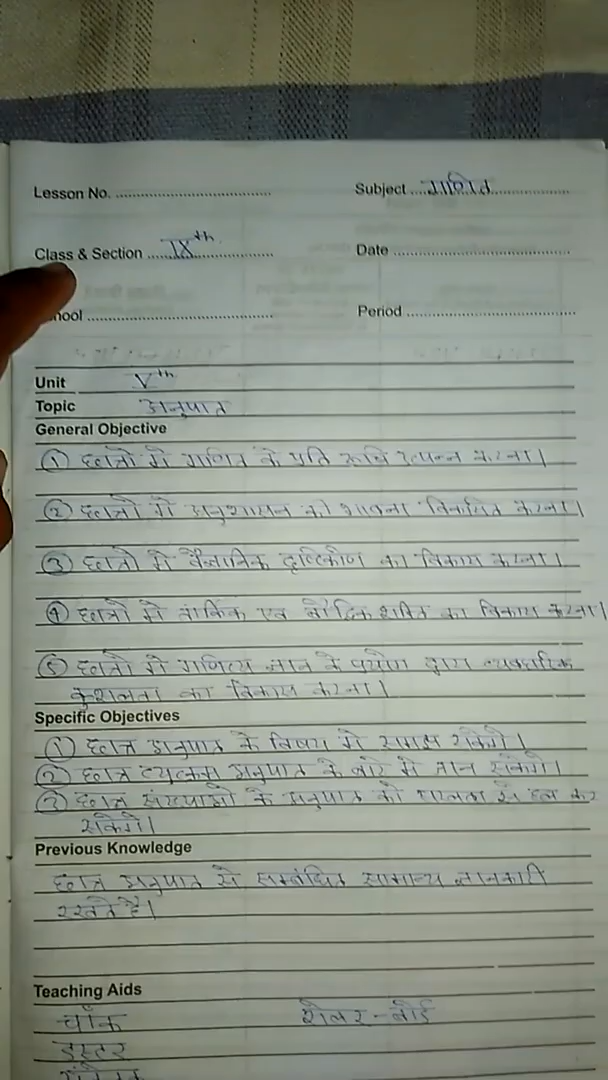 Lesson No. ........ Subject .... गणित ........
Class & Section ..... IXth ........ Date ........
hool ........ Period ........
Unit Vth
Topic अनुपात
General Objective
① छात्रों में गणित के प्रति रूचि उत्पन्न करना।
② छात्रों में अनुशासन की भावना विकसित करना।
③ छात्रों में वैज्ञानिक दृष्टिकोण का विकास करना।
④ छात्रों में तार्किक एवं बौद्धिक शक्ति का विकास करना।
⑤ छात्रों में गणित्य ज्ञान के प्रयोग द्वारा व्यवहारिक
कुशलता का विकास करना।
Specific Objectives
① छात्र अनुपात के विषय में समझ सकेंगे।
② छात्र व्युत्क्रम अनुपात के बारे में जान सकेंगे।
③ छात्र संख्याओं के अनुपात को सरलता से हल कर
सकेंगे।
Previous Knowledge
छात्र अनुपात से सम्बंधित सामान्य जानकारी
रखते है।
Teaching Aids
चॉक रोलर-बोर्ड
डस्टर